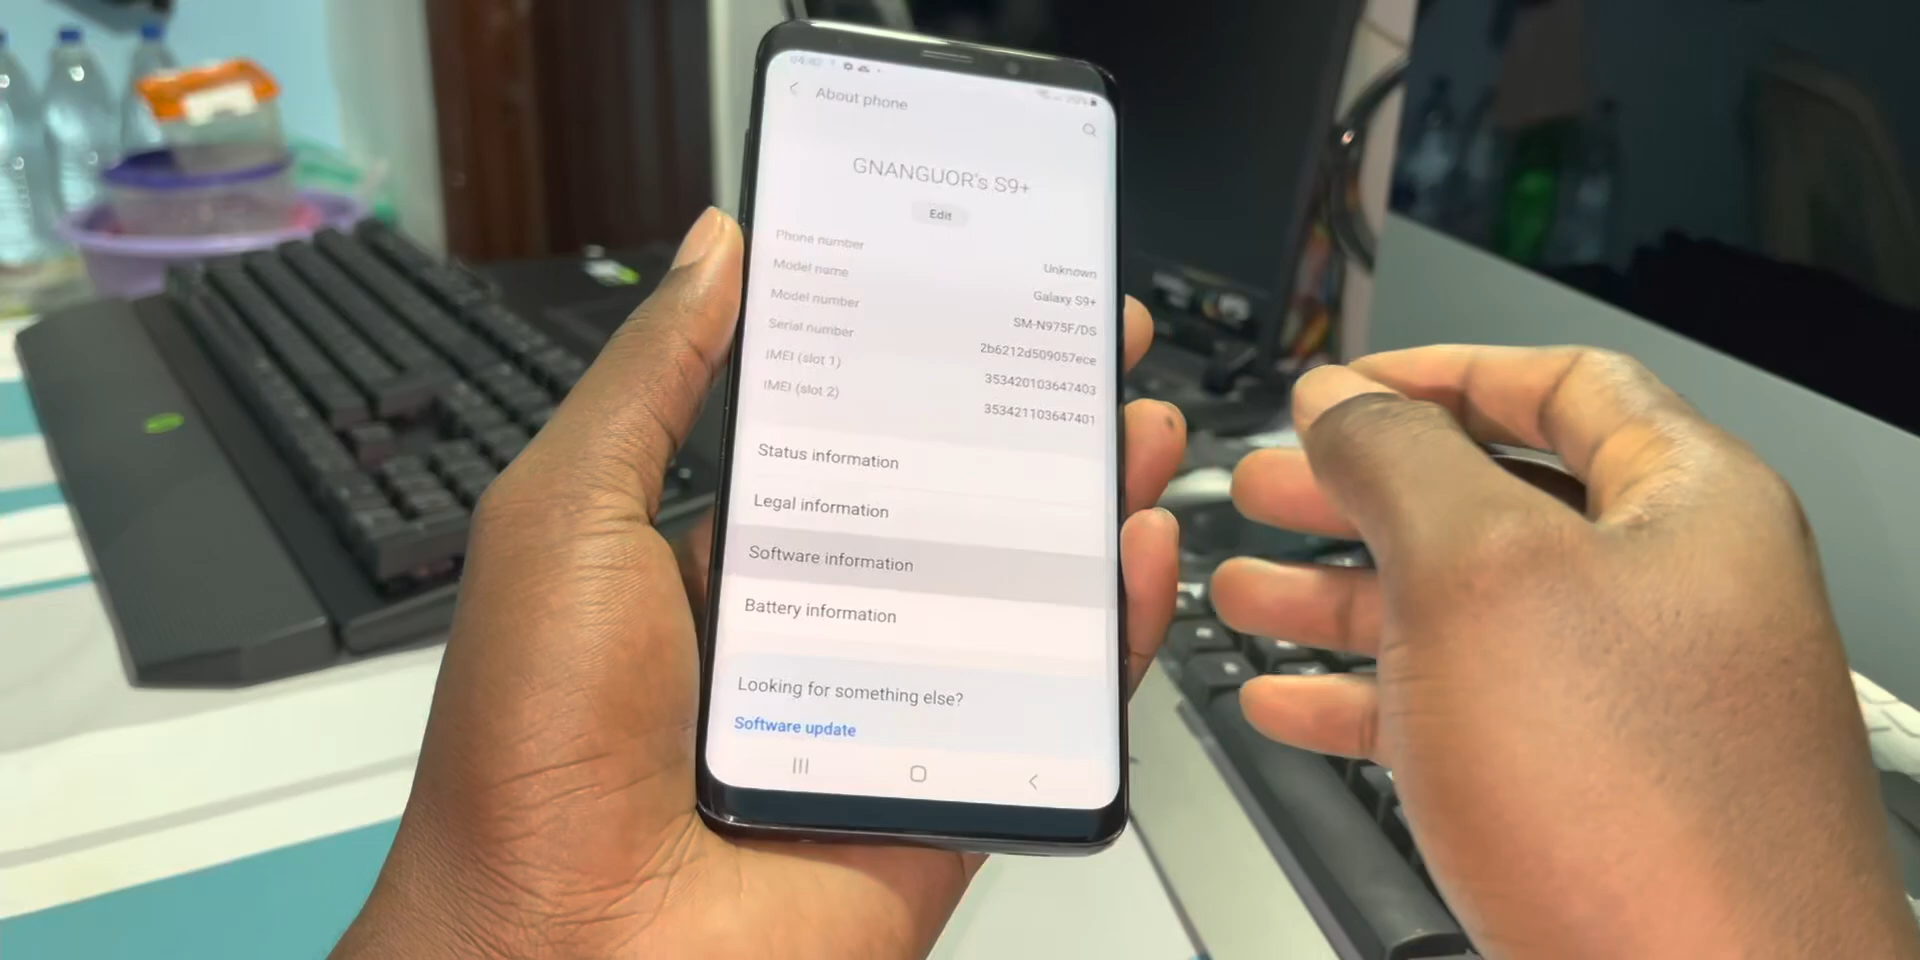 04:42
About phone
GNANGUOR's S9+
Edit
Phone number
Unknown
Model name
Galaxy S9+
Model number
SM-N975F/DS
Serial number
2b6212d509057ece
IMEI (slot 1)
353420103647403
IMEI (slot 2)
353421103647401
Status information
Legal information
Software information
Battery information
Looking for something else?
Software update